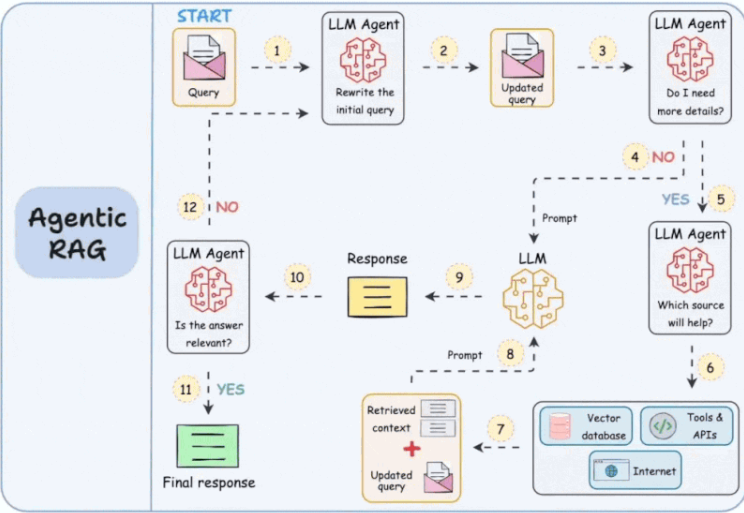 Agentic
RAG
START
Query
1
LLM Agent
Rewrite the
initial query
2
Updated
query
3
LLM Agent
Do I need
more details?
4 NO
YES 5
Prompt
LLM Agent
Which source
will help?
6
Vector
database
Tools &
APIs
Internet
7
Retrieved
context
Updated
query
Prompt
8
LLM
9
Response
10
LLM Agent
Is the answer
relevant?
11 YES
Final response
12 NO